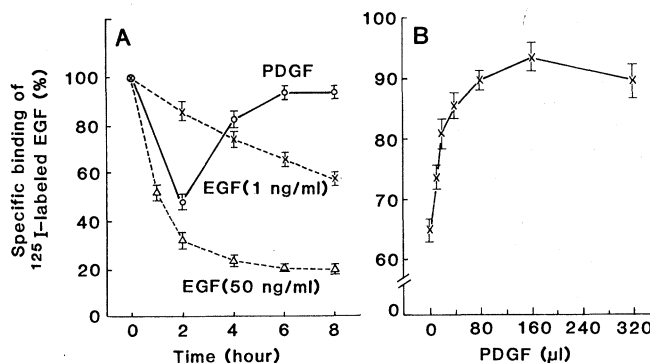 A
B
Specific binding of
125 I-labeled EGF (%)
100
80
60
40
20
0
PDGF
EGF(1 ng/ml)
EGF(50 ng/ml)
0 2 4 6 8
Time (hour)
100
90
80
70
60
0
0 80 160 240 320
PDGF (µl)